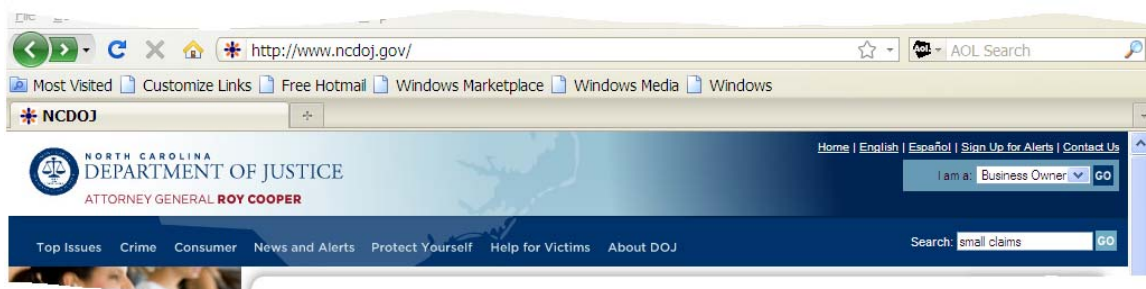 http://www.ncdoj.gov/ AOL AOL Search
Most Visited Customize Links Free Hotmail Windows Marketplace Windows Media Windows
NCDOJ
Home | English | Español | Sign Up for Alerts | Contact Us
NORTH CAROLINA
DEPARTMENT OF JUSTICE
I am a: Business Owner GO
ATTORNEY GENERAL ROY COOPER
Top Issues Crime Consumer News and Alerts Protect Yourself Help for Victims About DOJ Search: small claims GO